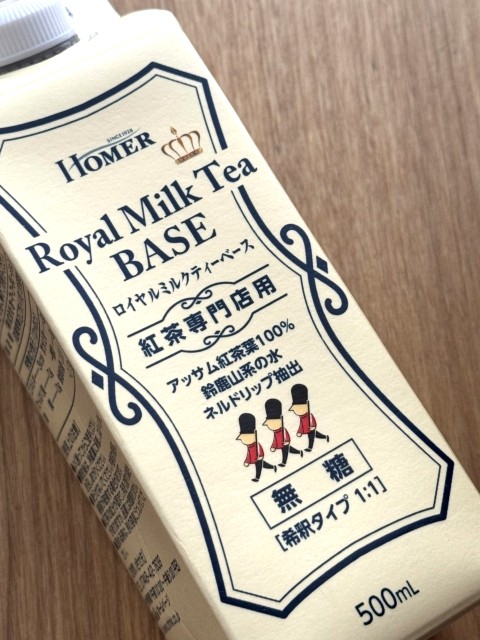 SINCE 1928
HOMER
Royal Milk Tea
BASE
ロイヤルミルクティーベース
紅茶専門店用
アッサム紅茶葉100%
鈴鹿山系の水
ネルドリップ抽出
無糖
[希釈タイプ 1:1]
500mL